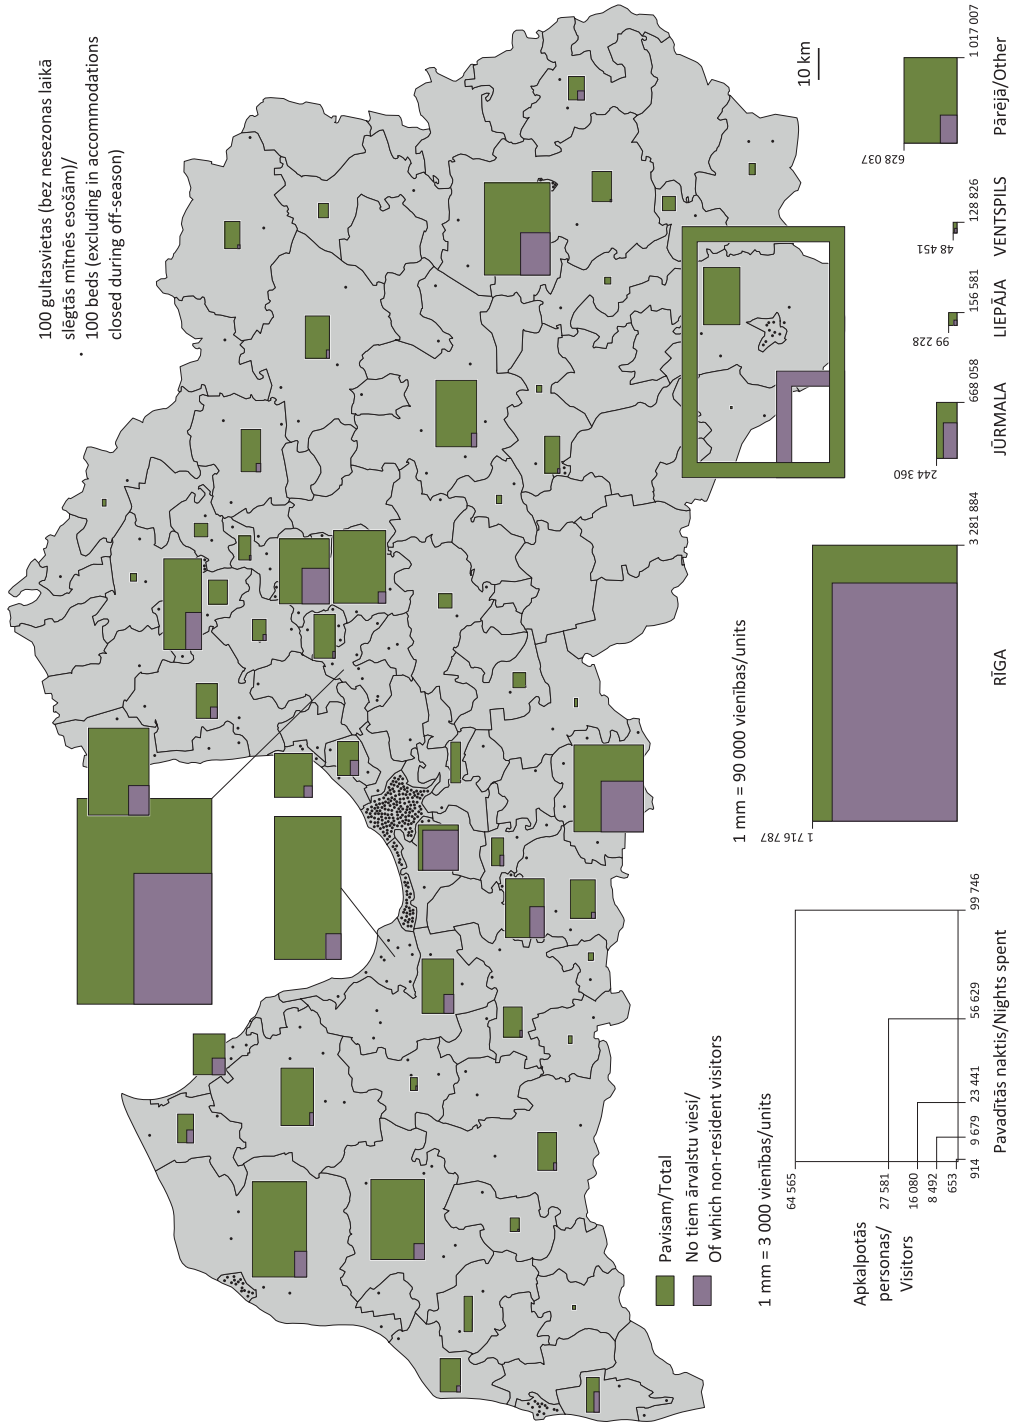 100 gultasvietas (bez nesezonas laikā
slēgtās mītnēs esošām)/
100 beds (excluding in accommodations
closed during off-season)
10 km
Pavisam/Total
No tiem ārvalstu viesi/
Of which non-resident visitors
1 mm = 3 000 vienības/units
Apkalpotās
personas/
Visitors
64 565
27 581
16 080
8 492
653
914
9 679
23 441
56 629
99 746
Pavadītās naktis/Nights spent
1 mm = 90 000 vienības/units
1 716 787
3 281 884
RĪGA
244 360
668 058
JŪRMALA
99 228
156 581
LIEPĀJA
48 451
128 826
VENTSPILS
628 037
1 017 007
Pārējā/Other